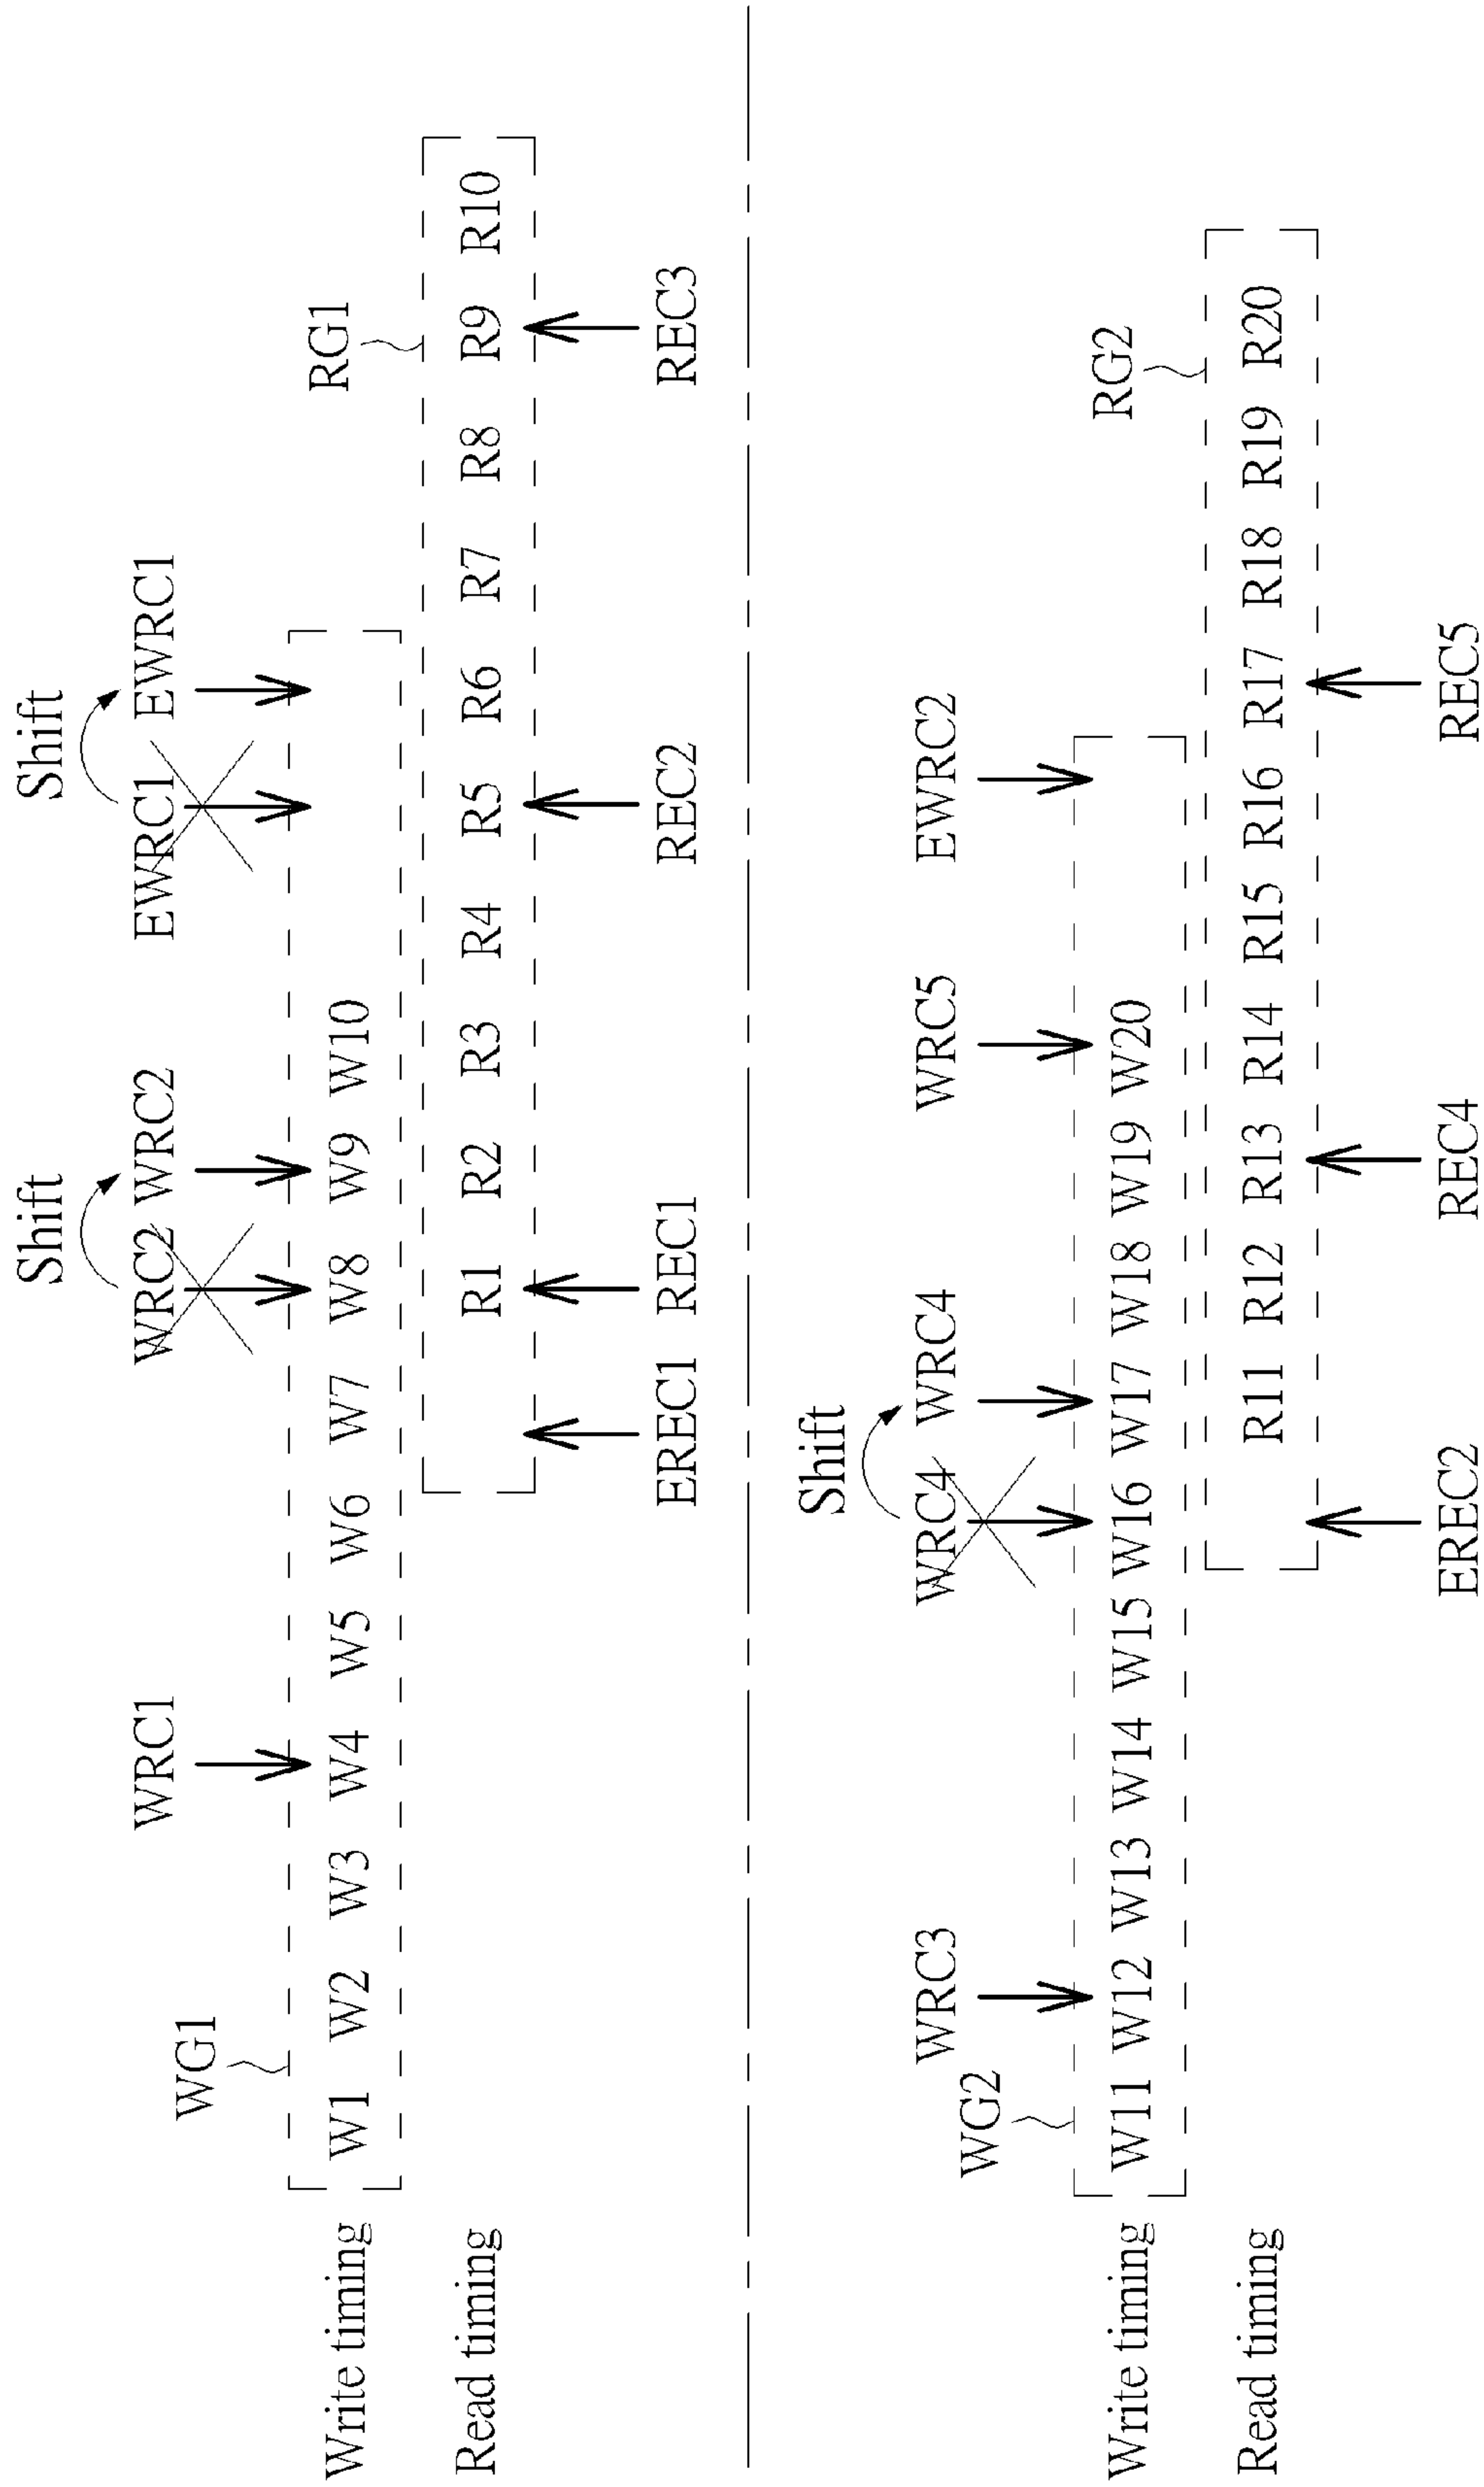 Shift Shift
WRC1 WRC2 WRC2 EWRC1 EWRC1
WG1
RG1
Write timing W1 W2 W3 W4 W5 W6 W7 W8 W9 W10
Read timing R1 R2 R3 R4 R5 R6 R7 R8 R9 R10
EREC1 REC1 REC2 REC3
Shift
WRC3 WRC4 WRC4 WRC5 EWRC2
WG2
RG2
Write timing W11 W12 W13 W14 W15 W16 W17 W18 W19 W20
Read timing R11 R12 R13 R14 R15 R16 R17 R18 R19 R20
EREC2 REC4 REC5